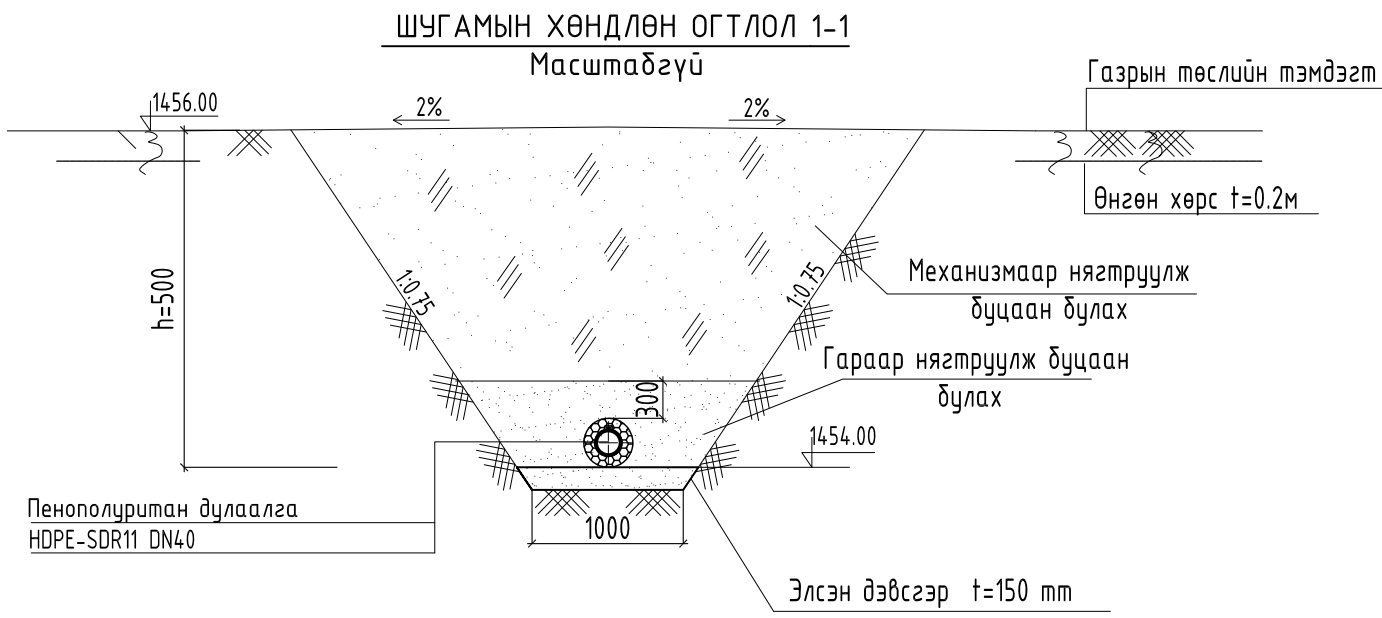 ШУГАМЫН ХӨНДЛӨН ОГТЛОЛ 1-1
Масштабгүй
Газрын төслийн тэмдэгт
1456.00
2%
2%
Өнгөн хөрс t=0.2м
h=500
1:0.75
1:0.75
Механизмаар нягтруулж
буцаан булах
Гараар нягтруулж буцаан
булах
300
1454.00
Пенополуритан дулаалга
HDPE-SDR11 DN40
1000
Элсэн дэвсгэр t=150 mm